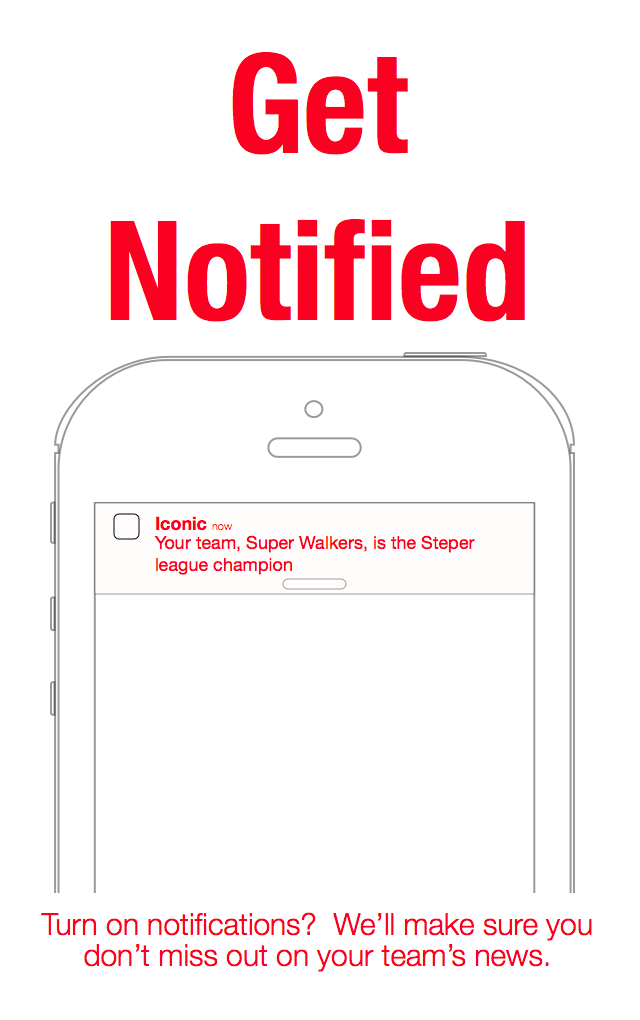 Get
Notified
Iconic now
Your team, Super Walkers, is the Steper
league champion
Turn on notifications?  We’ll make sure you
don’t miss out on your team’s news.